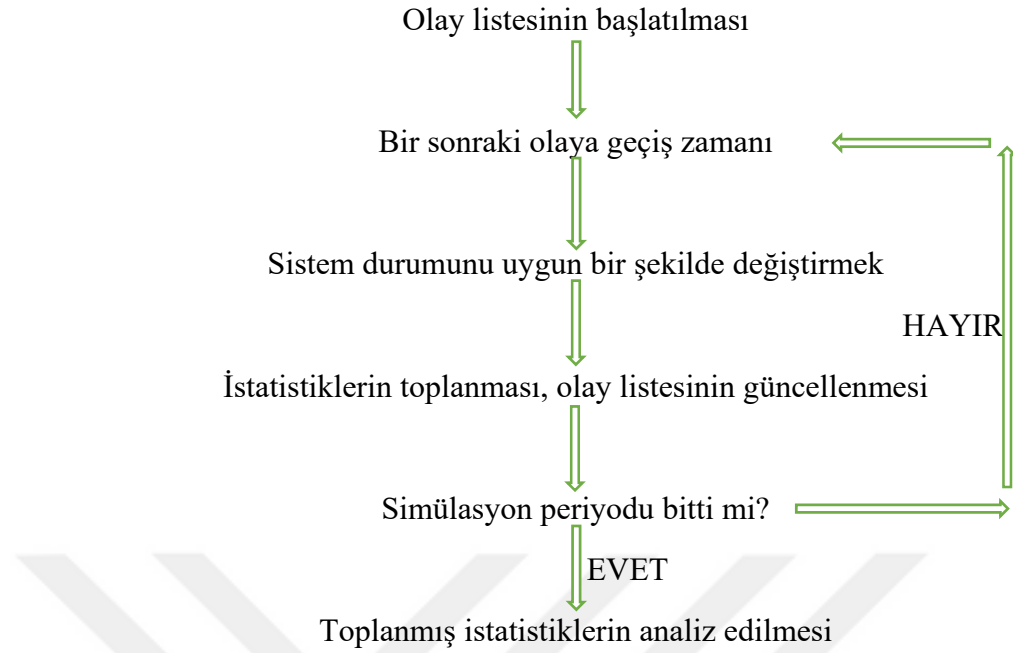 Olay listesinin başlatılması
Bir sonraki olaya geçiş zamanı
Sistem durumunu uygun bir şekilde değiştirmek
HAYIR
İstatistiklerin toplanması, olay listesinin güncellenmesi
Simülasyon periyodu bitti mi?
EVET
Toplanmış istatistiklerin analiz edilmesi